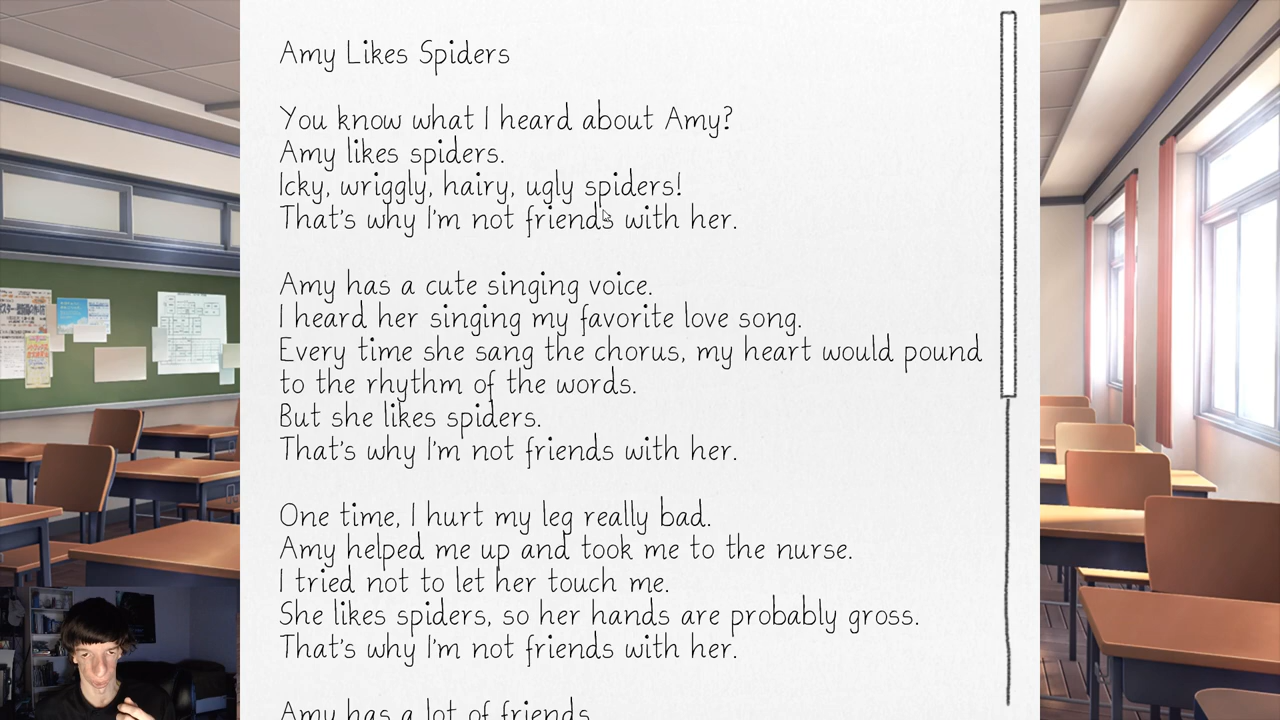 Amy Likes Spiders
You know what I heard about Amy?
Amy likes spiders.
Icky, wriggly, hairy, ugly spiders!
That's why I'm not friends with her.
Amy has a cute singing voice.
I heard her singing my favorite love song.
Every time she sang the chorus, my heart would pound
to the rhythm of the words.
But she likes spiders.
That's why I'm not friends with her.
One time, I hurt my leg really bad.
Amy helped me up and took me to the nurse.
I tried not to let her touch me.
She likes spiders, so her hands are probably gross.
That's why I'm not friends with her.
Amy has a lot of friends